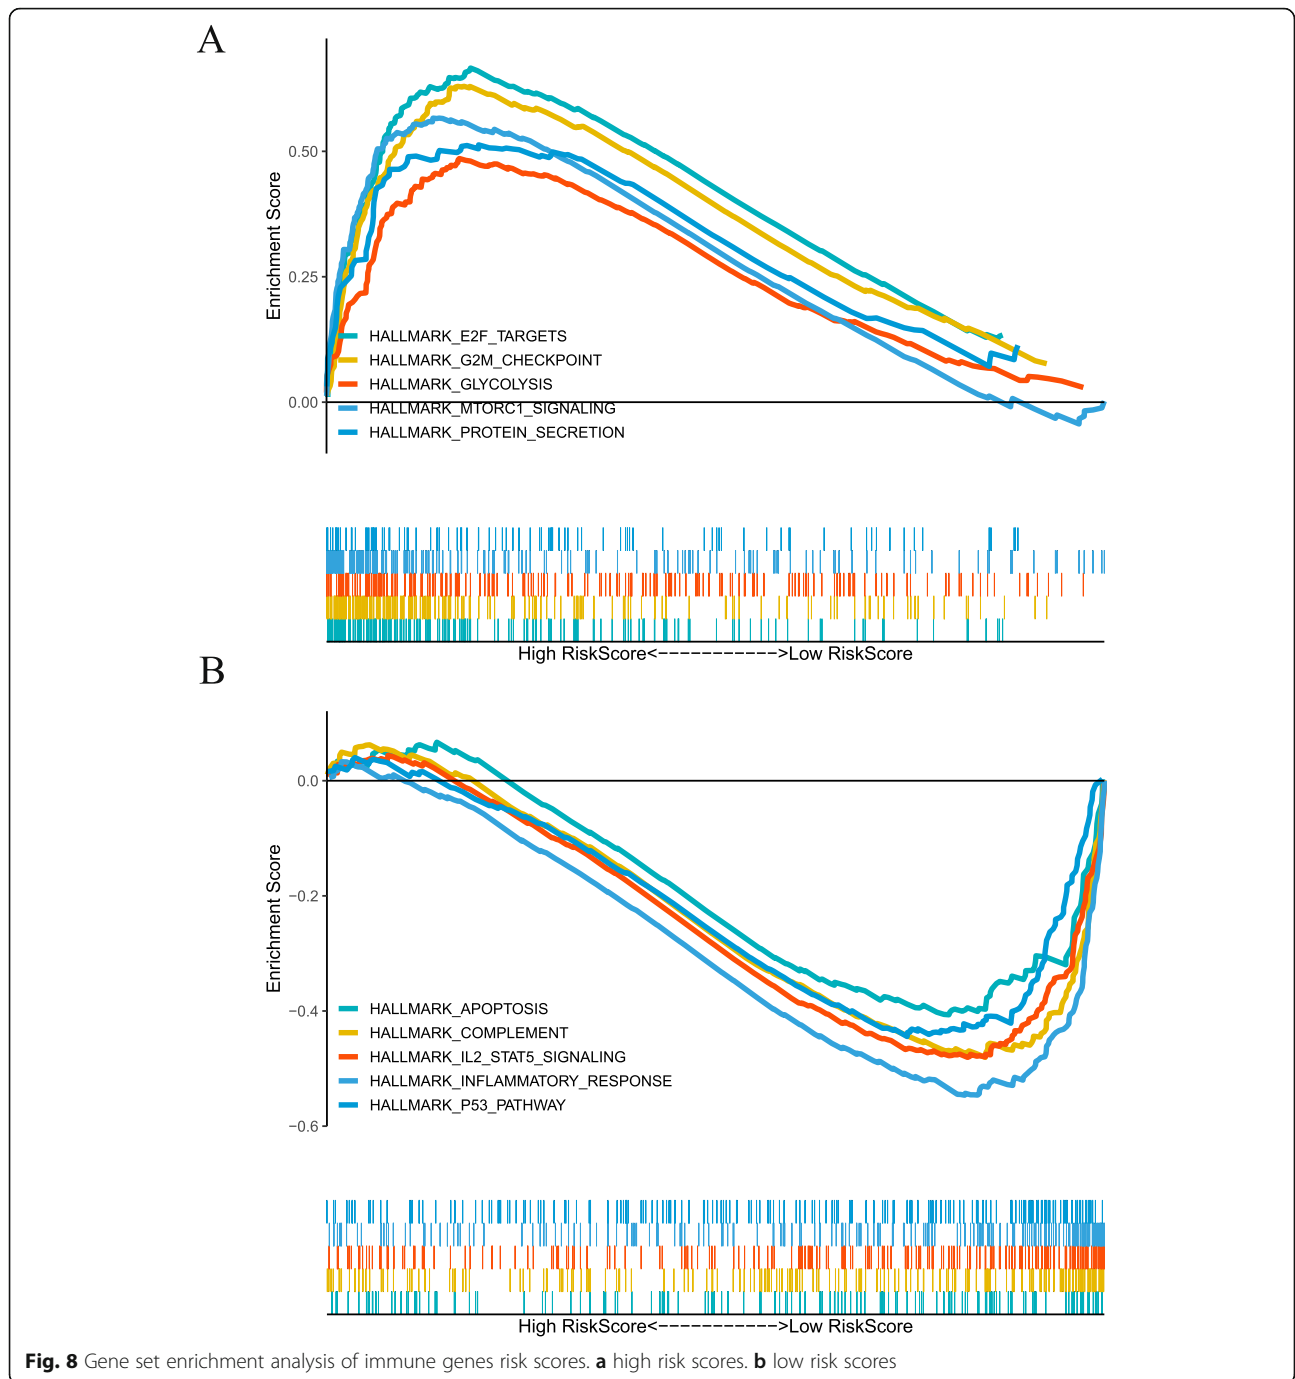 A
Enrichment Score
0.50
0.25
0.00
HALLMARK_E2F_TARGETS
HALLMARK_G2M_CHECKPOINT
HALLMARK_GLYCOLYSIS
HALLMARK_MTORC1_SIGNALING
HALLMARK_PROTEIN_SECRETION
High RiskScore<----------->Low RiskScore
B
Enrichment Score
0.0
−0.2
−0.4
−0.6
HALLMARK_APOPTOSIS
HALLMARK_COMPLEMENT
HALLMARK_IL2_STAT5_SIGNALING
HALLMARK_INFLAMMATORY_RESPONSE
HALLMARK_P53_PATHWAY
High RiskScore<----------->Low RiskScore
Fig. 8 Gene set enrichment analysis of immune genes risk scores. a high risk scores. b low risk scores